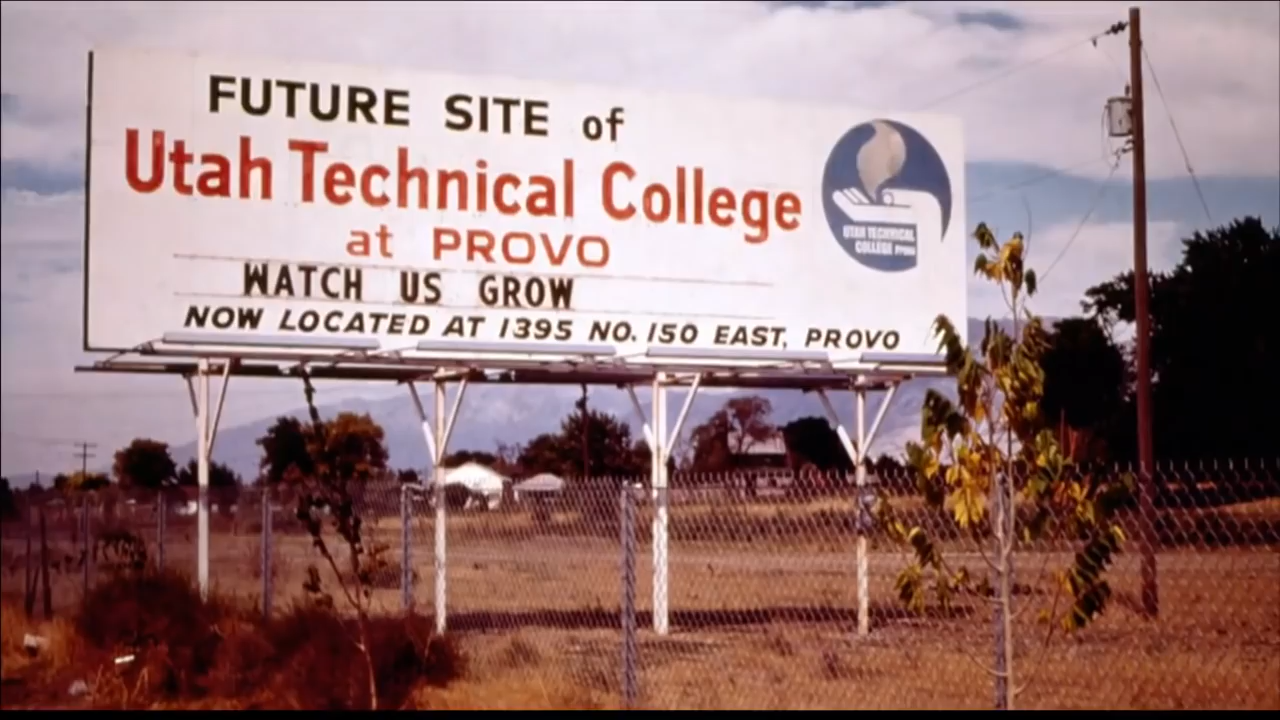 FUTURE SITE of
Utah Technical College
at PROVO
WATCH US GROW
NOW LOCATED AT 1395 NO. 150 EAST, PROVO
UTAH TECHNICAL
COLLEGE PROVO